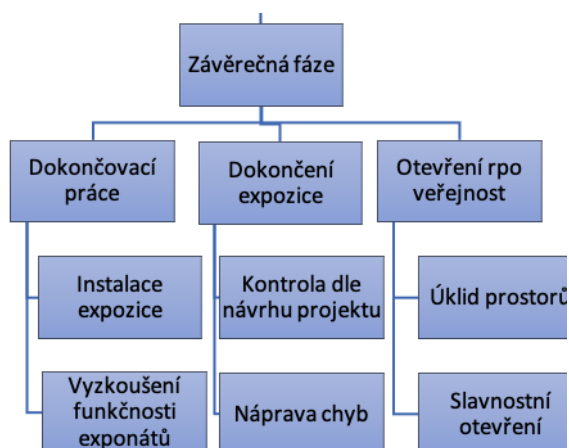 Závěrečná fáze
Dokončovací
práce
Dokončení
expozice
Otevření rpo
veřejnost
Instalace
expozice
Kontrola dle
návrhu projektu
Úklid prostorů
Vyzkoušení
funkčnosti
exponátů
Náprava chyb
Slavnostní
otevření